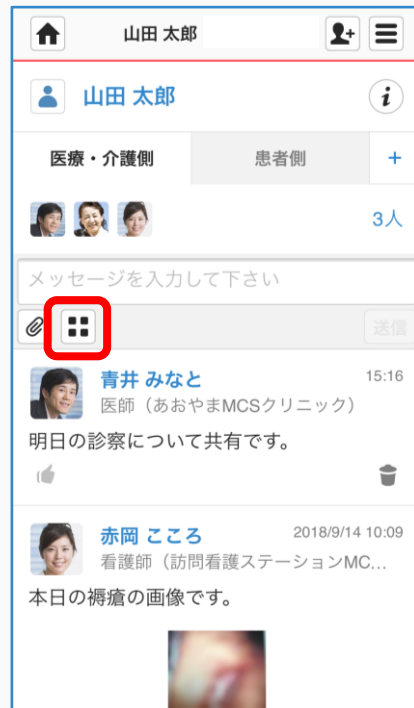 山田 太郎
山田 太郎
医療・介護側
患者側
+
3人
メッセージを入力して下さい
送信
青井 みなと
15:16
医師（あおやまMCSクリニック）
明日の診察について共有です。
赤岡 こころ
2018/9/14 10:09
看護師（訪問看護ステーションMC...
本日の褥瘡の画像です。